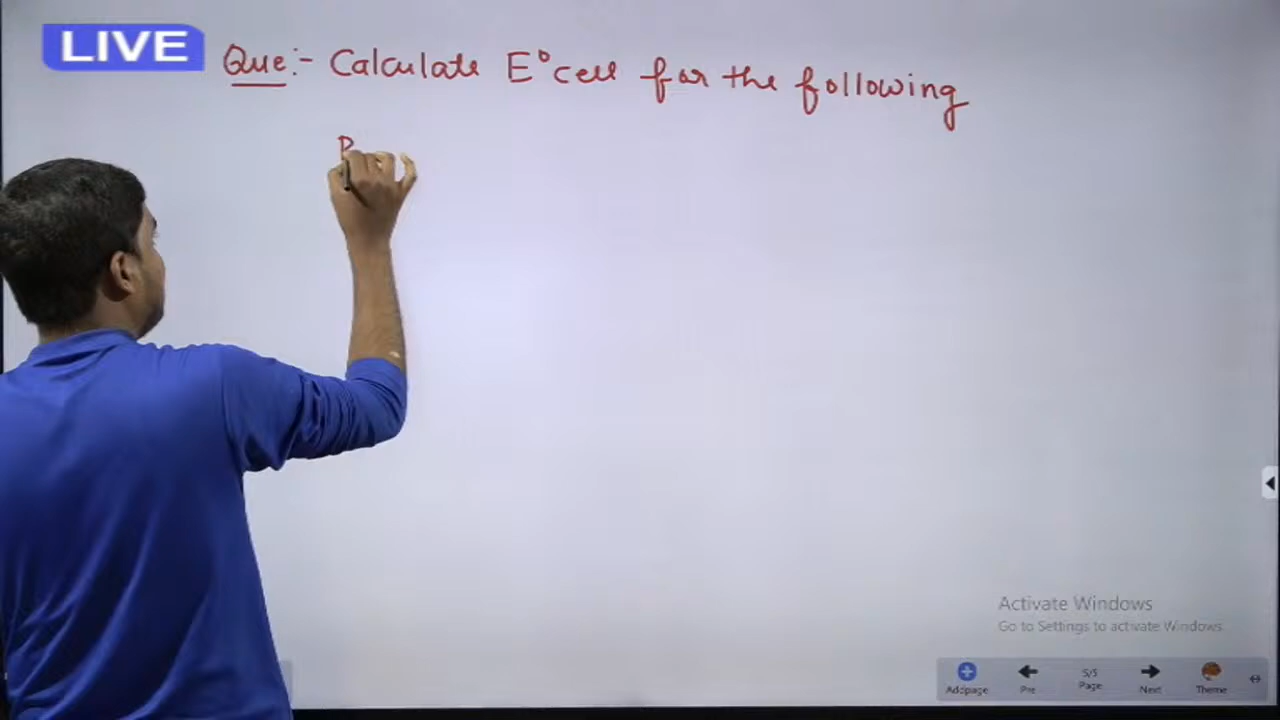 LIVE
Que:- Calculate E°cell for the following
Activate Windows
Go to Settings to activate Windows.
Addpage Pre 5/5 Page Next Theme